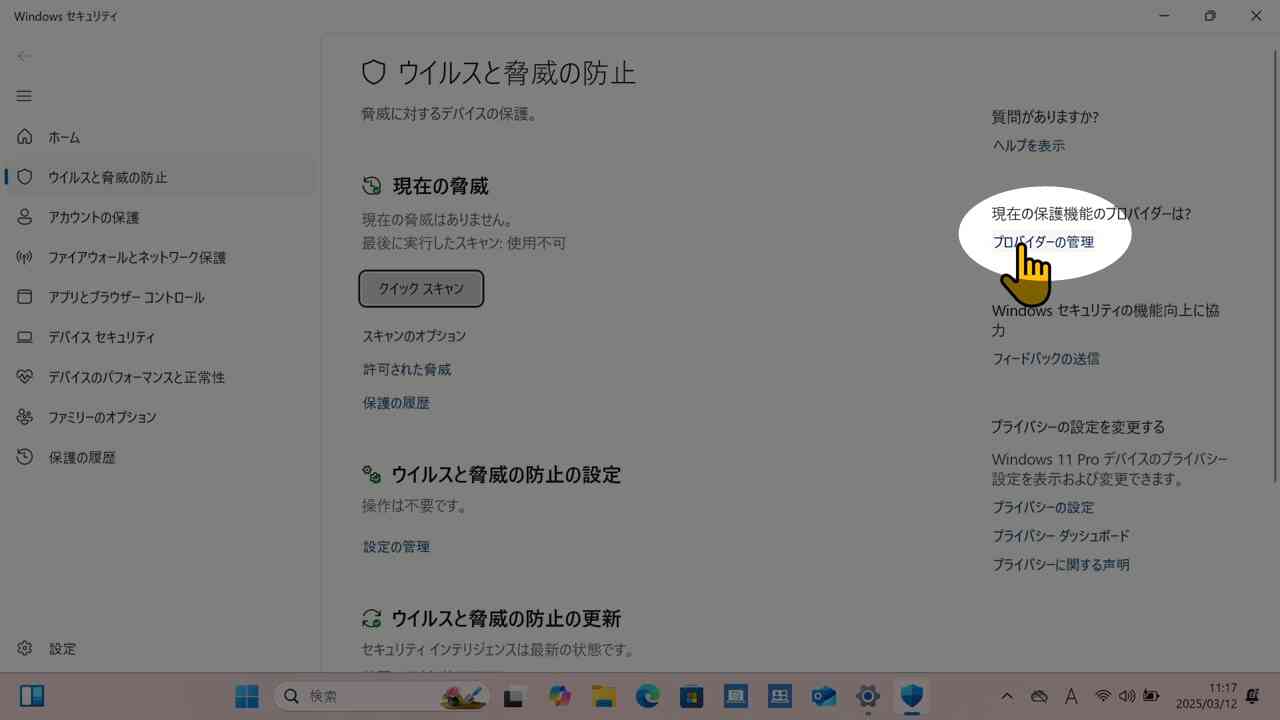 Windows セキュリティ
ホーム
ウイルスと脅威の防止
アカウントの保護
ファイアウォールとネットワーク保護
アプリとブラウザー コントロール
デバイス セキュリティ
デバイスのパフォーマンスと正常性
ファミリーのオプション
保護の履歴
設定
ウイルスと脅威の防止
脅威に対するデバイスの保護。
現在の脅威
現在の脅威はありません。
最後に実行したスキャン: 使用不可
クイック スキャン
スキャンのオプション
許可された脅威
保護の履歴
ウイルスと脅威の防止の設定
操作は不要です。
設定の管理
ウイルスと脅威の防止の更新
セキュリティ インテリジェンスは最新の状態です。
質問がありますか?
ヘルプを表示
現在の保護機能のプロバイダーは?
プロバイダーの管理
Windows セキュリティの機能向上に協
力
フィードバックの送信
プライバシーの設定を変更する
Windows 11 Pro デバイスのプライバシー
設定を表示および変更できます。
プライバシーの設定
プライバシー ダッシュボード
プライバシーに関する声明
検索
A
11:17
2025/03/12